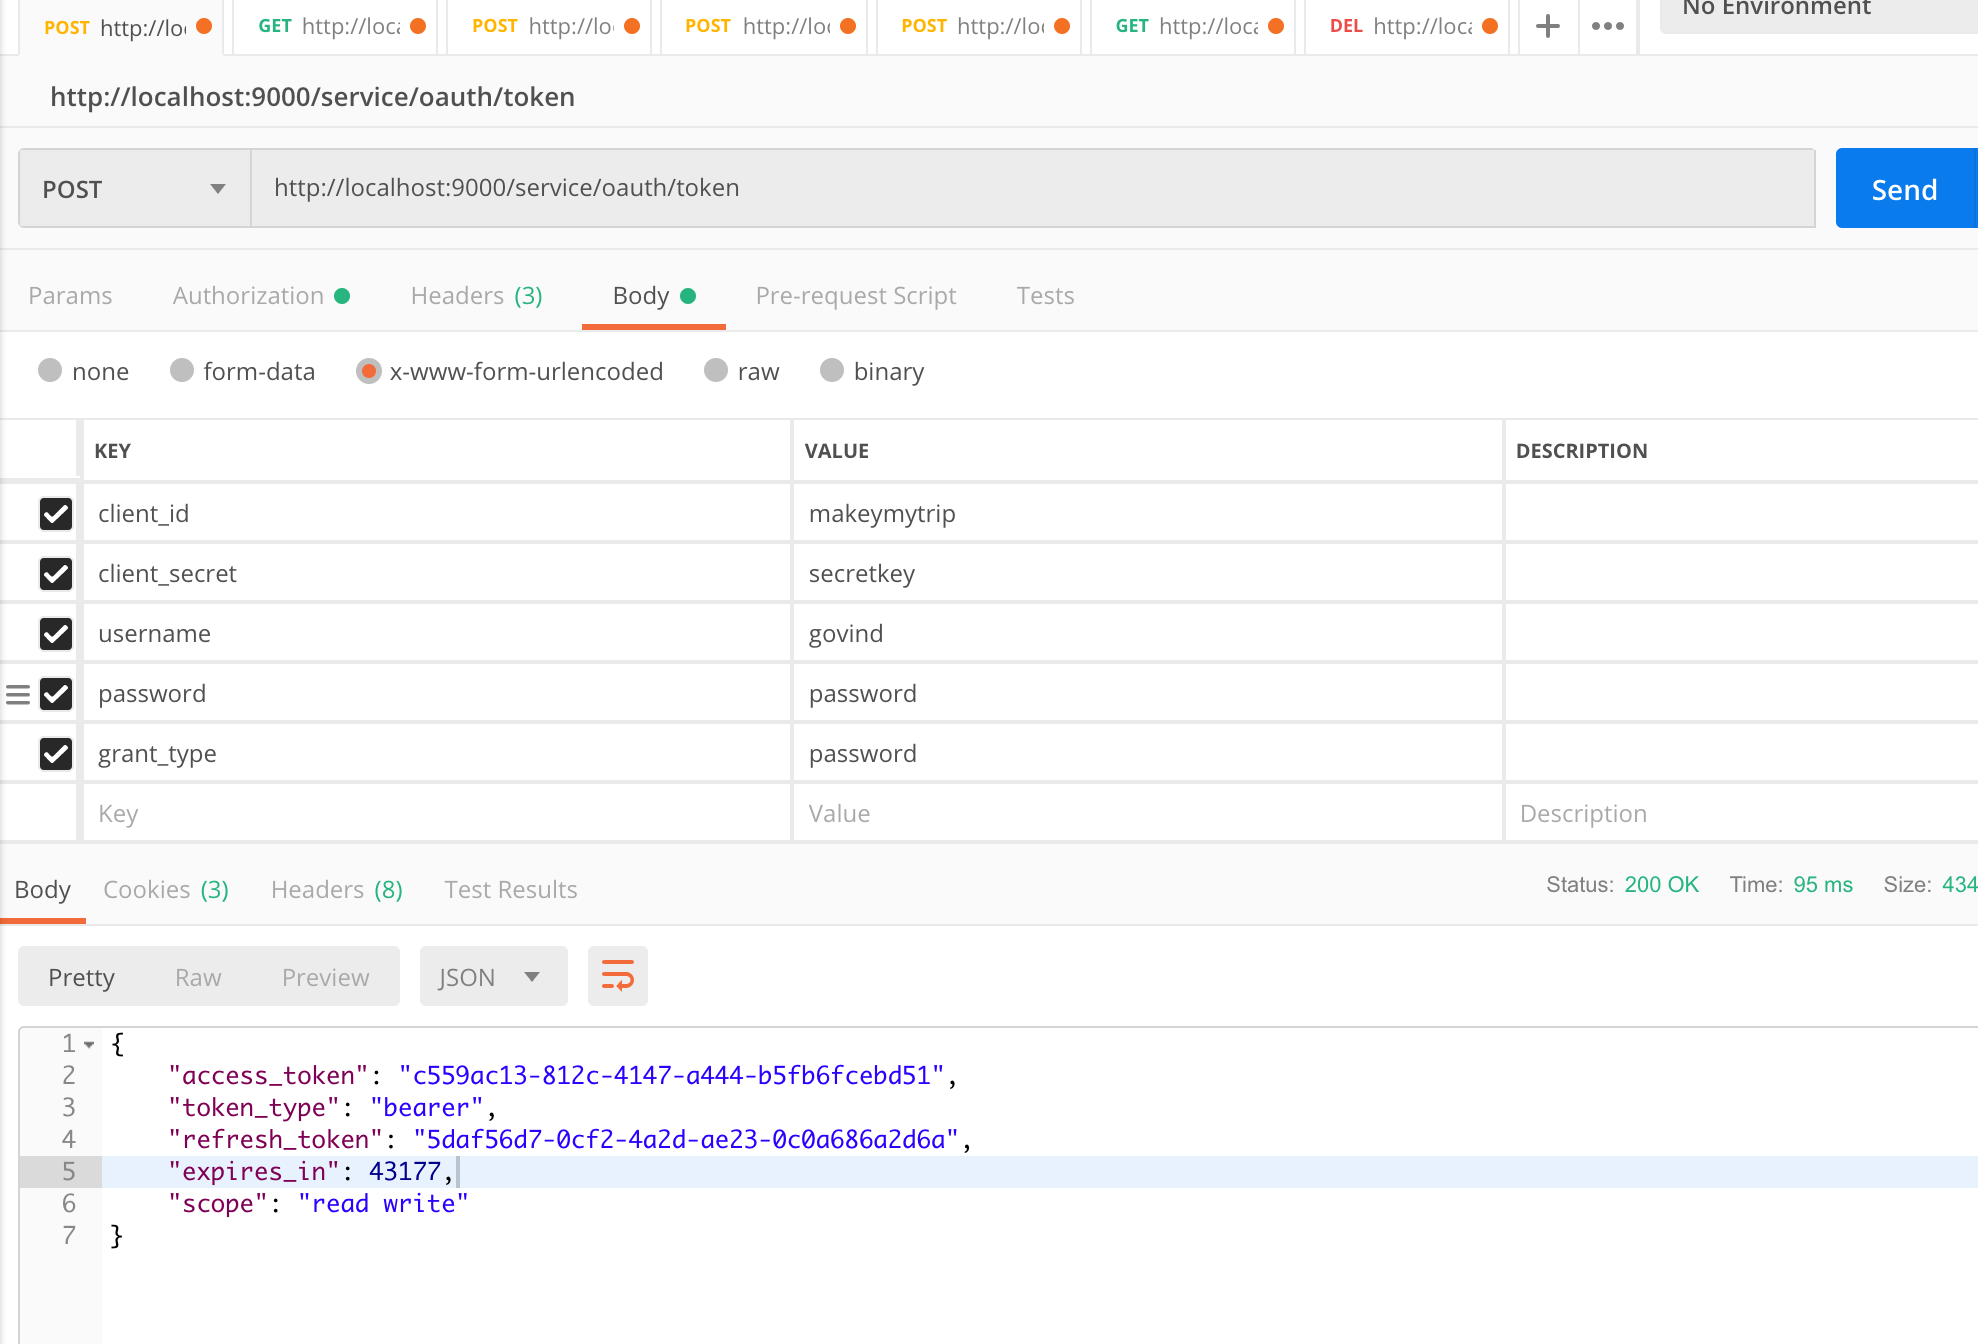 POST http://loc GET http://loca POST http://loc POST http://loc POST http://loc GET http://loca DEL http://loca No Environment
http://localhost:9000/service/oauth/token
POST http://localhost:9000/service/oauth/token Send
Params Authorization Headers (3) Body Pre-request Script Tests
none form-data x-www-form-urlencoded raw binary
KEY VALUE DESCRIPTION
client_id makeymytrip
client_secret secretkey
username govind
password password
grant_type password
Key Value Description
Body Cookies (3) Headers (8) Test Results Status: 200 OK Time: 95 ms Size: 434
Pretty Raw Preview JSON
1 {
2 "access_token": "c559ac13-812c-4147-a444-b5fb6fcebd51",
3 "token_type": "bearer",
4 "refresh_token": "5daf56d7-0cf2-4a2d-ae23-0c0a686a2d6a",
5 "expires_in": 43177,
6 "scope": "read write"
7 }